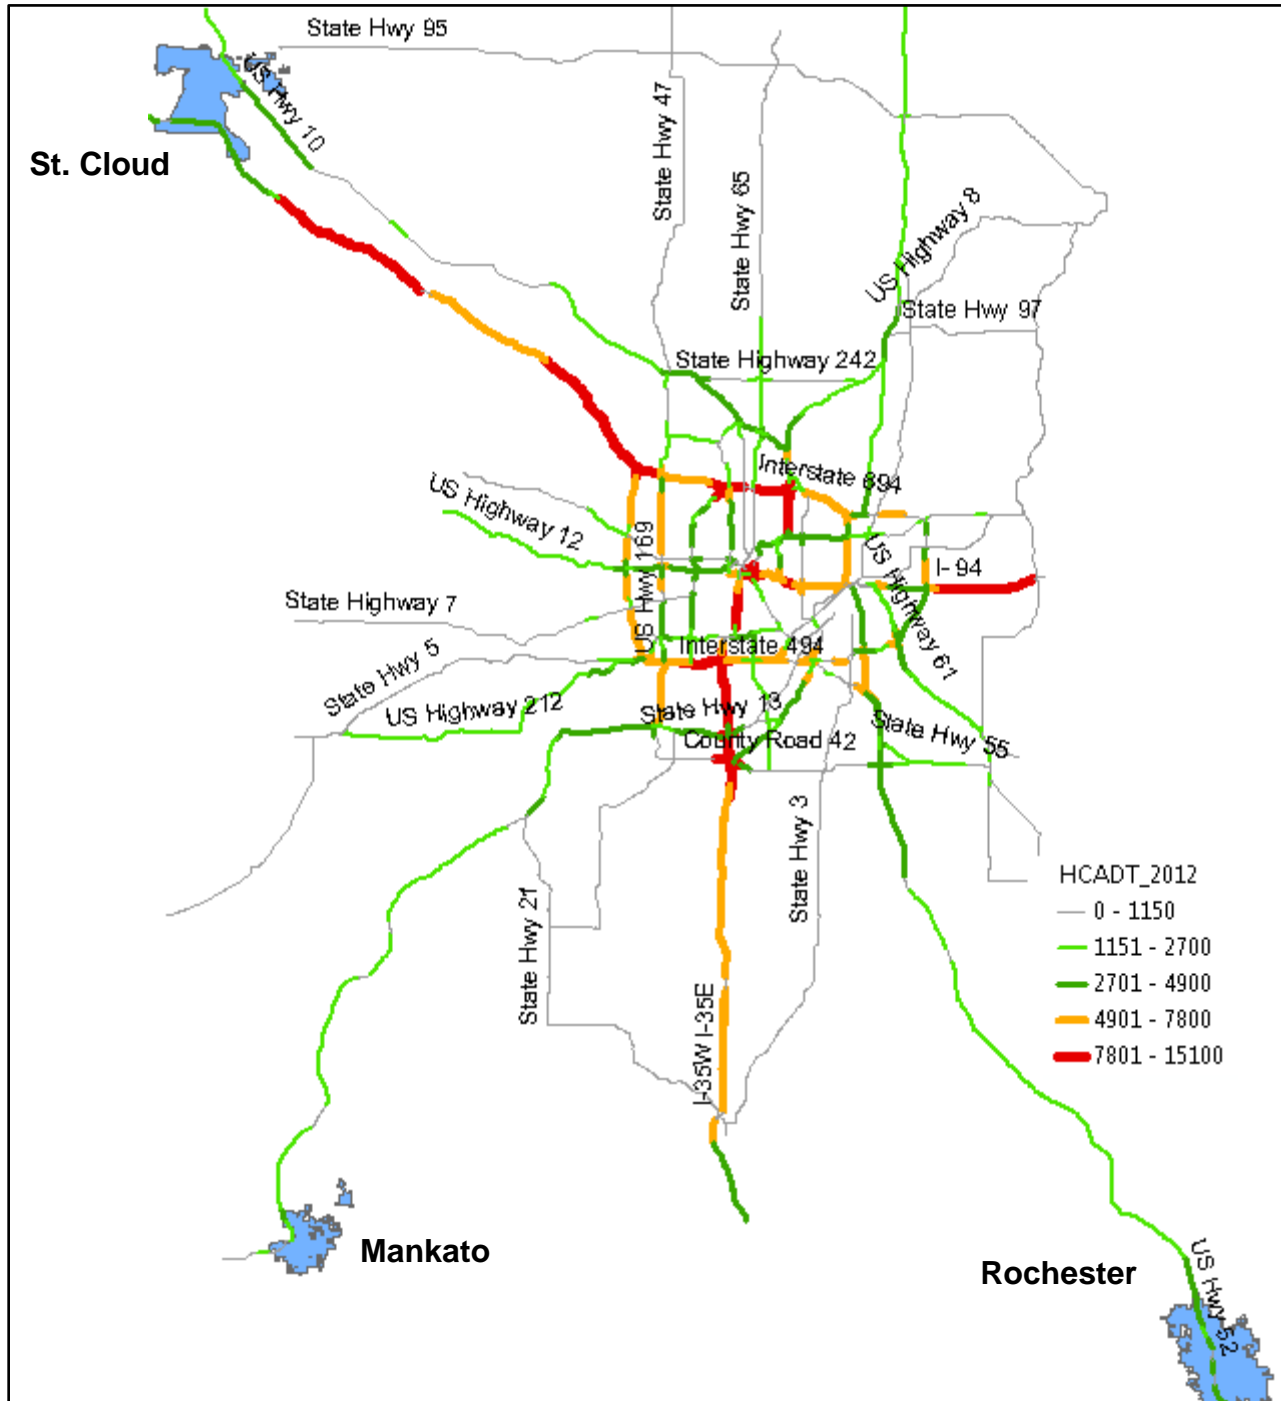 State Hwy 95
US Hwy 10
State Hwy 47
St. Cloud
State Hwy 65
US Highway 8
State Hwy 97
State Highway 242
Interstate 694
US Highway 12
US Hwy 169
US Highway 61
I- 94
State Highway 7
State Hwy 5
Interstate 494
US Highway 212
State Hwy 13
State Hwy 55
County Road 42
State Hwy 3
State Hwy 21
I-35W I-35E
HCADT_2012
0 - 1150
1151 - 2700
2701 - 4900
4901 - 7800
7801 - 15100
Mankato
Rochester
US Hwy 52